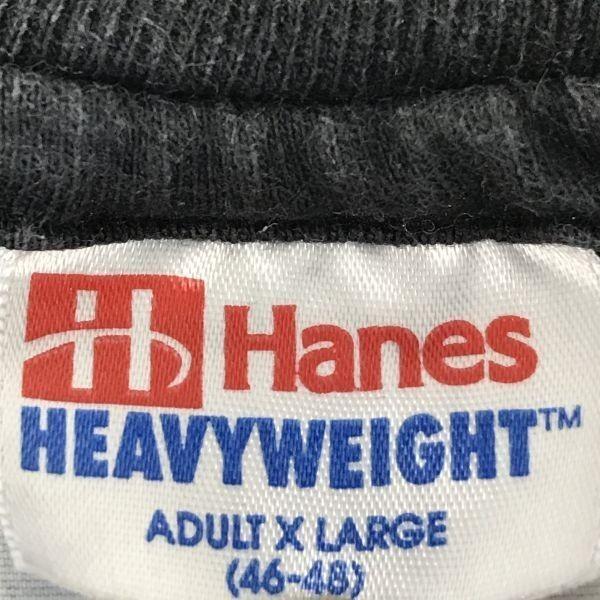 H Hanes
HEAVYWEIGHT™
ADULT X LARGE
(46-48)